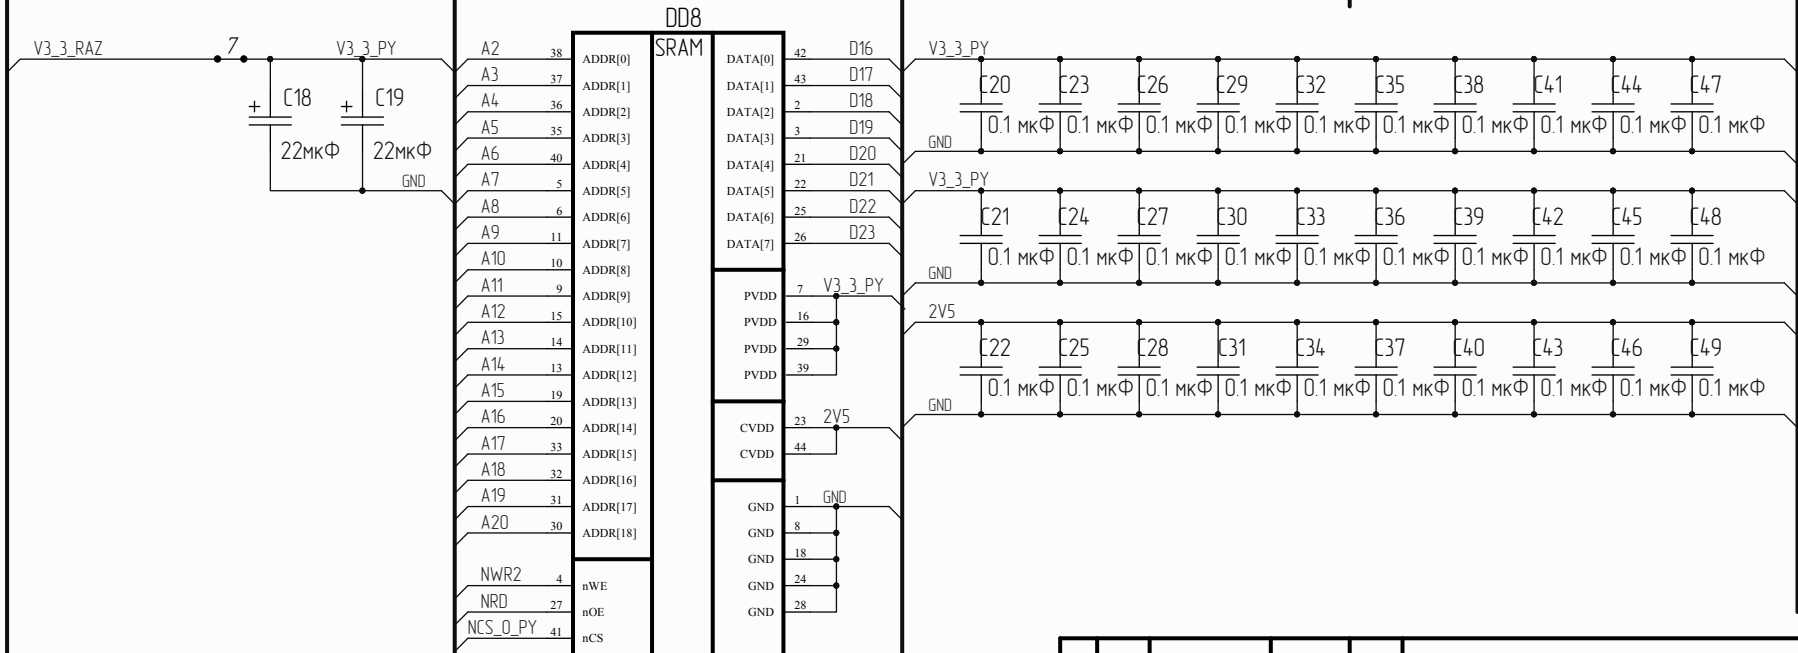 DD8
SRAM
V3_3_RAZ
7
V3_3_PY
+ C18
22мкФ
+ C19
22мкФ
GND
A2 38 ADDR[0]
A3 37 ADDR[1]
A4 36 ADDR[2]
A5 35 ADDR[3]
A6 40 ADDR[4]
A7 5 ADDR[5]
A8 6 ADDR[6]
A9 11 ADDR[7]
A10 10 ADDR[8]
A11 9 ADDR[9]
A12 15 ADDR[10]
A13 14 ADDR[11]
A14 13 ADDR[12]
A15 19 ADDR[13]
A16 20 ADDR[14]
A17 33 ADDR[15]
A18 32 ADDR[16]
A19 31 ADDR[17]
A20 30 ADDR[18]
NWR2 4 nWE
NRD 27 nOE
NCS_0_PY 41 nCS
DATA[0] 42 D16
DATA[1] 43 D17
DATA[2] 2 D18
DATA[3] 3 D19
DATA[4] 21 D20
DATA[5] 22 D21
DATA[6] 25 D22
DATA[7] 26 D23
PVDD 7 V3_3_PY
PVDD 16
PVDD 29
PVDD 39
CVDD 23 2V5
CVDD 44
GND 1 GND
GND 8
GND 18
GND 24
GND 28
V3_3_PY
C20 C23 C26 C29 C32 C35 C38 C41 C44 C47
0.1 мкФ 0.1 мкФ 0.1 мкФ 0.1 мкФ 0.1 мкФ 0.1 мкФ 0.1 мкФ 0.1 мкФ 0.1 мкФ 0.1 мкФ
GND
V3_3_PY
C21 C24 C27 C30 C33 C36 C39 C42 C45 C48
0.1 мкФ 0.1 мкФ 0.1 мкФ 0.1 мкФ 0.1 мкФ 0.1 мкФ 0.1 мкФ 0.1 мкФ 0.1 мкФ 0.1 мкФ
GND
2V5
C22 C25 C28 C31 C34 C37 C40 C43 C46 C49
0.1 мкФ 0.1 мкФ 0.1 мкФ 0.1 мкФ 0.1 мкФ 0.1 мкФ 0.1 мкФ 0.1 мкФ 0.1 мкФ 0.1 мкФ
GND